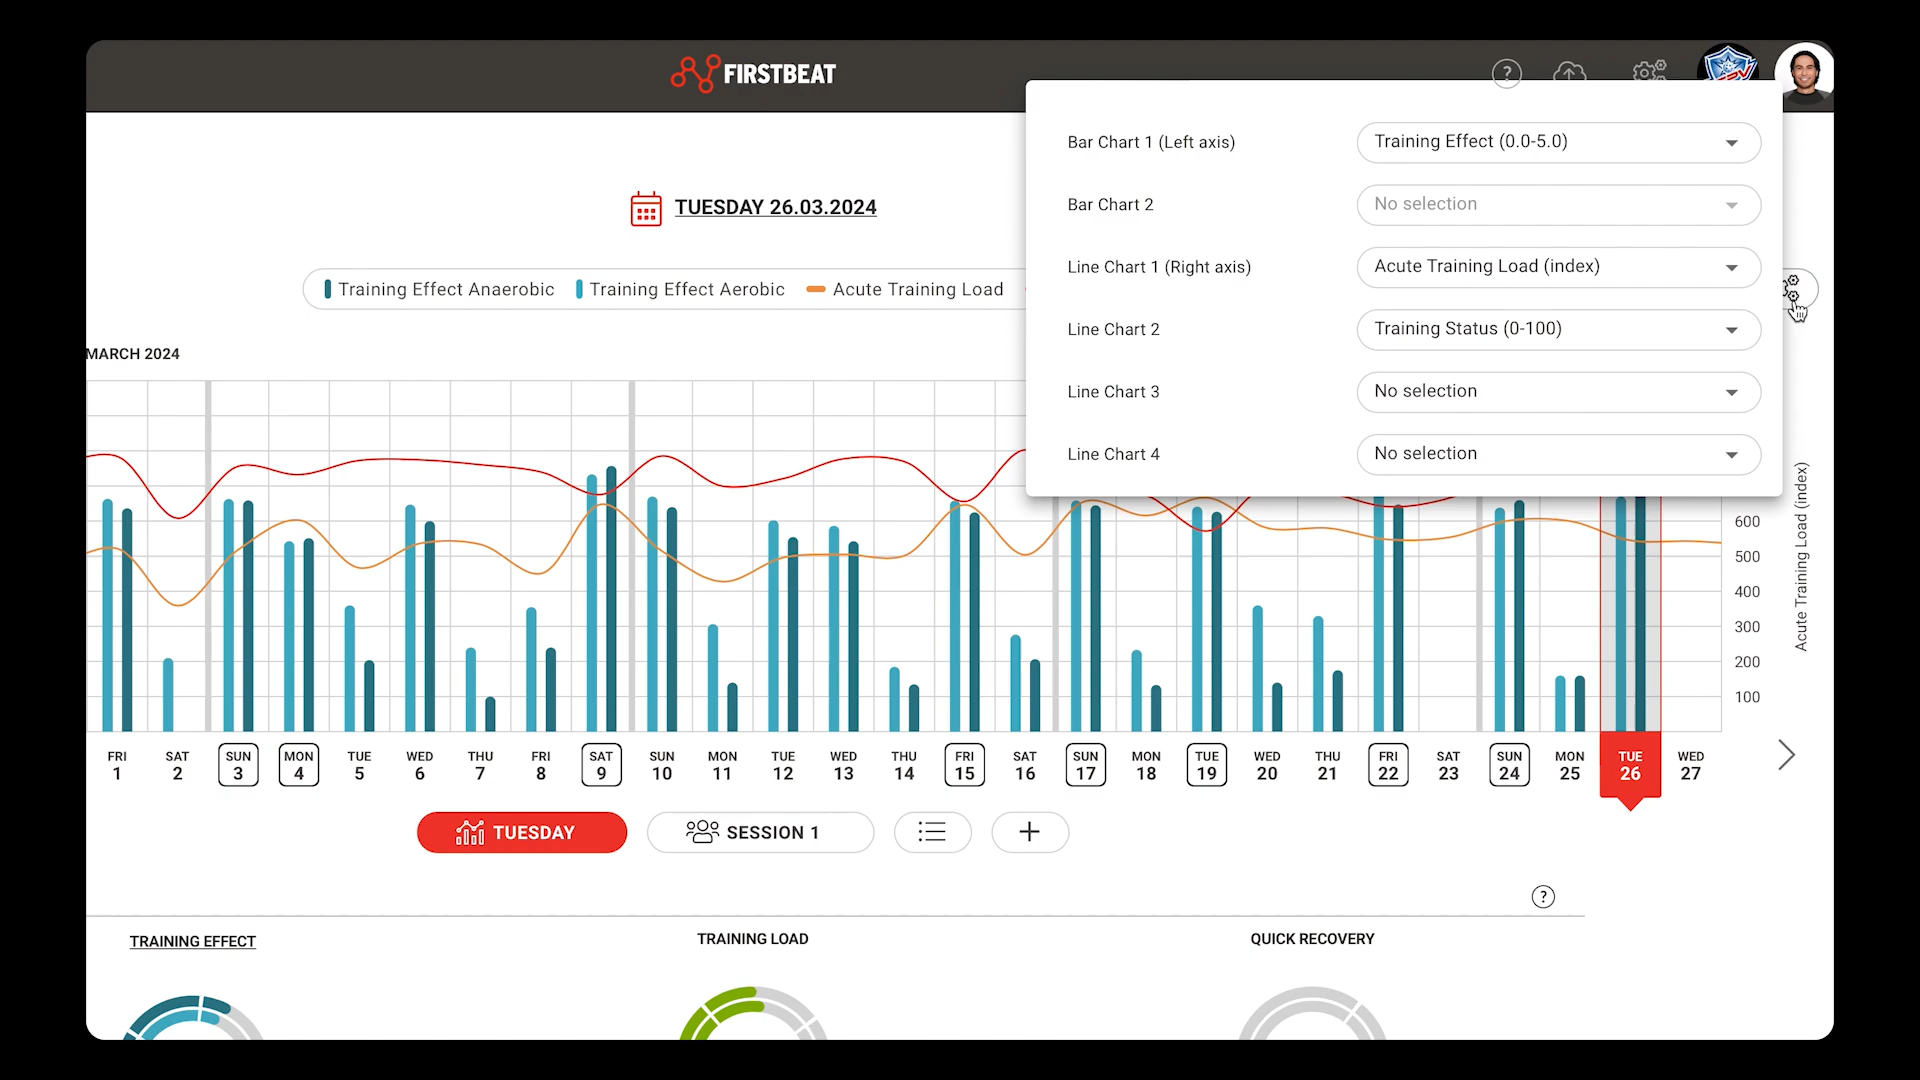 FIRSTBEAT
?
Bar Chart 1 (Left axis) Training Effect (0.0-5.0)
Bar Chart 2 No selection
Line Chart 1 (Right axis) Acute Training Load (index)
Line Chart 2 Training Status (0-100)
Line Chart 3 No selection
Line Chart 4 No selection
TUESDAY 26.03.2024
Training Effect Anaerobic Training Effect Aerobic Acute Training Load
MARCH 2024
600
500
400
300
200
100
Acute Training Load (index)
FRI SAT SUN MON TUE WED THU FRI SAT SUN MON TUE WED THU FRI SAT SUN MON TUE WED THU FRI SAT SUN MON TUE WED
1 2 3 4 5 6 7 8 9 10 11 12 13 14 15 16 17 18 19 20 21 22 23 24 25 26 27
TUESDAY SESSION 1 +
?
TRAINING EFFECT TRAINING LOAD QUICK RECOVERY